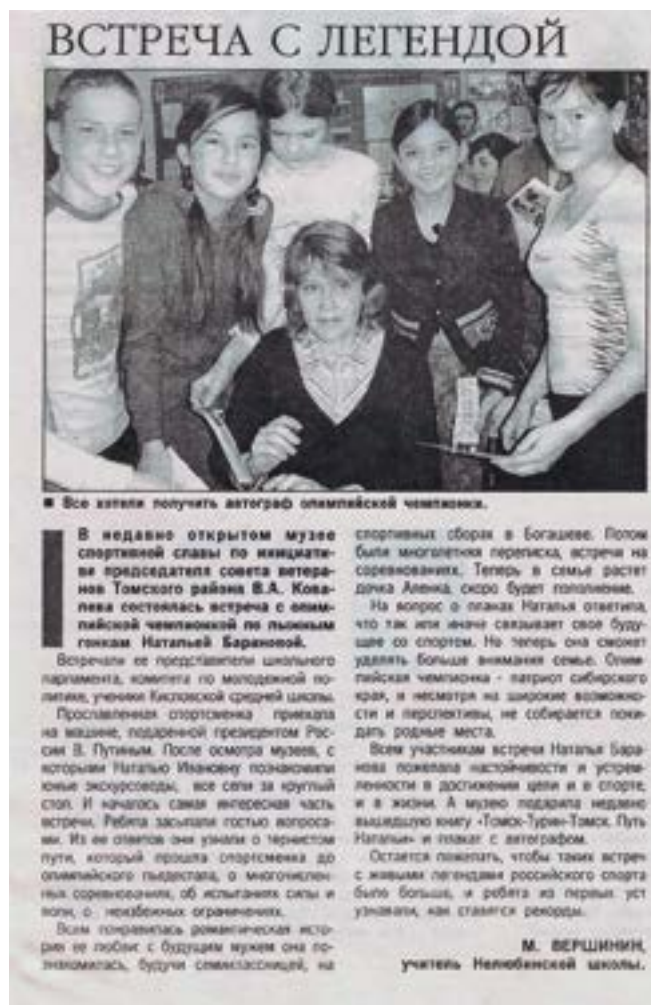 ВСТРЕЧА С ЛЕГЕНДОЙ
■ Все хотели получить автограф олимпийской чемпионки.
В недавно открытом музее
спортивной славы по инициати-
ве председателя совета ветера-
нов Томского района В.А. Кова-
лева состоялась встреча с олим-
пийской чемпионкой по лыжным
гонкам Натальей Барановой.
Встречали ее представители школьного
парламента, комитета по молодежной по-
литике, ученики Кисловской средней школы.
Прославленная спортсменка приехала
на машине, подаренной президентом Рос-
сии В. Путиным. После осмотра музеев, с
которыми Наталью Ивановну познакомили
юные экскурсоводы, все сели за круглый
стол. И началась самая интересная часть
встречи. Ребята засыпали гостью вопроса-
ми. Из ее ответов они узнали о тернистом
пути, который прошла спортсменка до
олимпийского пьедестала, о многочислен-
ных соревнованиях, об испытаниях силы и
воли, о неизбежных ограничениях.
Всем понравилась романтическая исто-
рия ее любви: с будущим мужем она по-
знакомилась, будучи семиклассницей, на
спортивных сборах в Богашеве. Потом
были многолетняя переписка, встречи на
соревнованиях. Теперь в семье растет
дочка Аленка, скоро будет пополнение.
На вопрос о планах Наталья ответила,
что так или иначе связывает свое буду-
щее со спортом. Но теперь она сможет
уделять больше внимания семье. Олим-
пийская чемпионка - патриот сибирского
края, и несмотря на широкие возможно-
сти и перспективы, не собирается поки-
дать родные места.
Всем участникам встречи Наталья Бара-
нова пожелала настойчивости и устрем-
ленности в достижении цели и в спорте,
и в жизни. А музею подарила недавно
вышедшую книгу «Томск-Турин-Томск. Путь
Натальи» и плакат с автографом.
Остается пожелать, чтобы таких встреч
с живыми легендами российского спорта
было больше, и ребята из первых уст
узнавали, как ставятся рекорды.
М. ВЕРШИНИН,
учитель Нелюбинской школы.